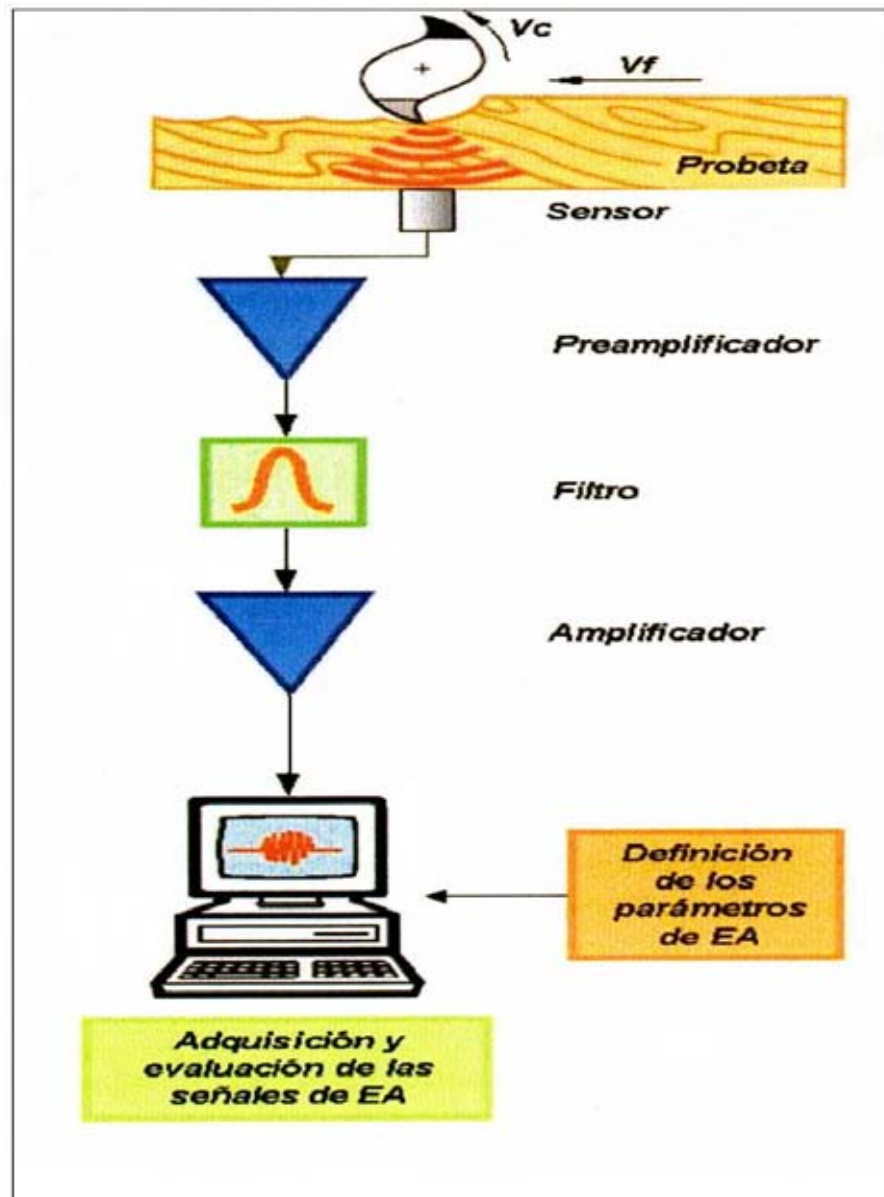 Vc
Vf
Probeta
Sensor
Preamplificador
Filtro
Amplificador
Definición
de los
parámetros
de EA
Adquisición y
evaluación de las
señales de EA